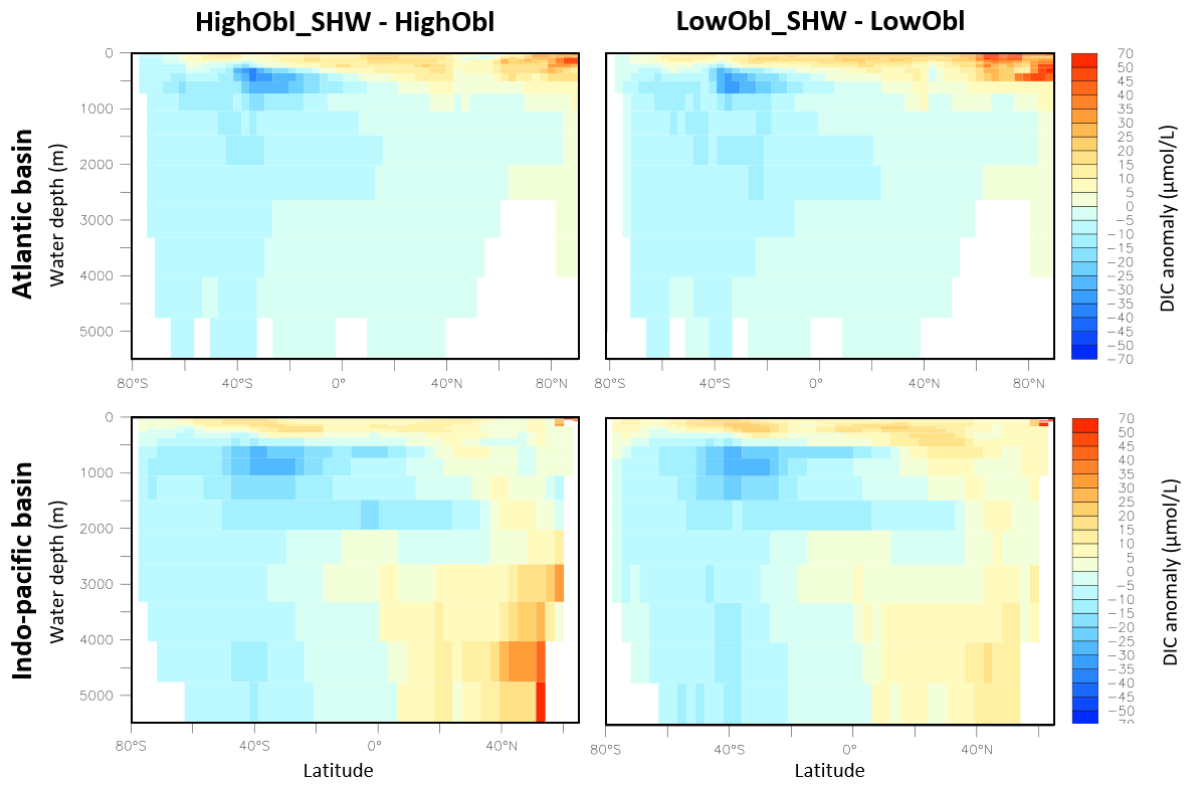 HighObl_SHW - HighObl
LowObl_SHW - LowObl
Atlantic basin
Water depth (m)
0
1000
2000
3000
4000
5000
80°S
40°S
0°
40°N
80°N
80°S
40°S
0°
40°N
80°N
70
50
45
40
35
30
25
20
15
10
5
0
−5
−10
−15
−20
−25
−30
−35
−40
−45
−50
−70
DIC anomaly (μmol/L)
Indo-pacific basin
Water depth (m)
0
1000
2000
3000
4000
5000
80°S
40°S
0°
40°N
Latitude
80°S
40°S
0°
40°N
Latitude
70
50
45
40
35
30
25
20
15
10
5
0
−5
−10
−15
−20
−25
−30
−35
−40
−45
−50
DIC anomaly (μmol/L)